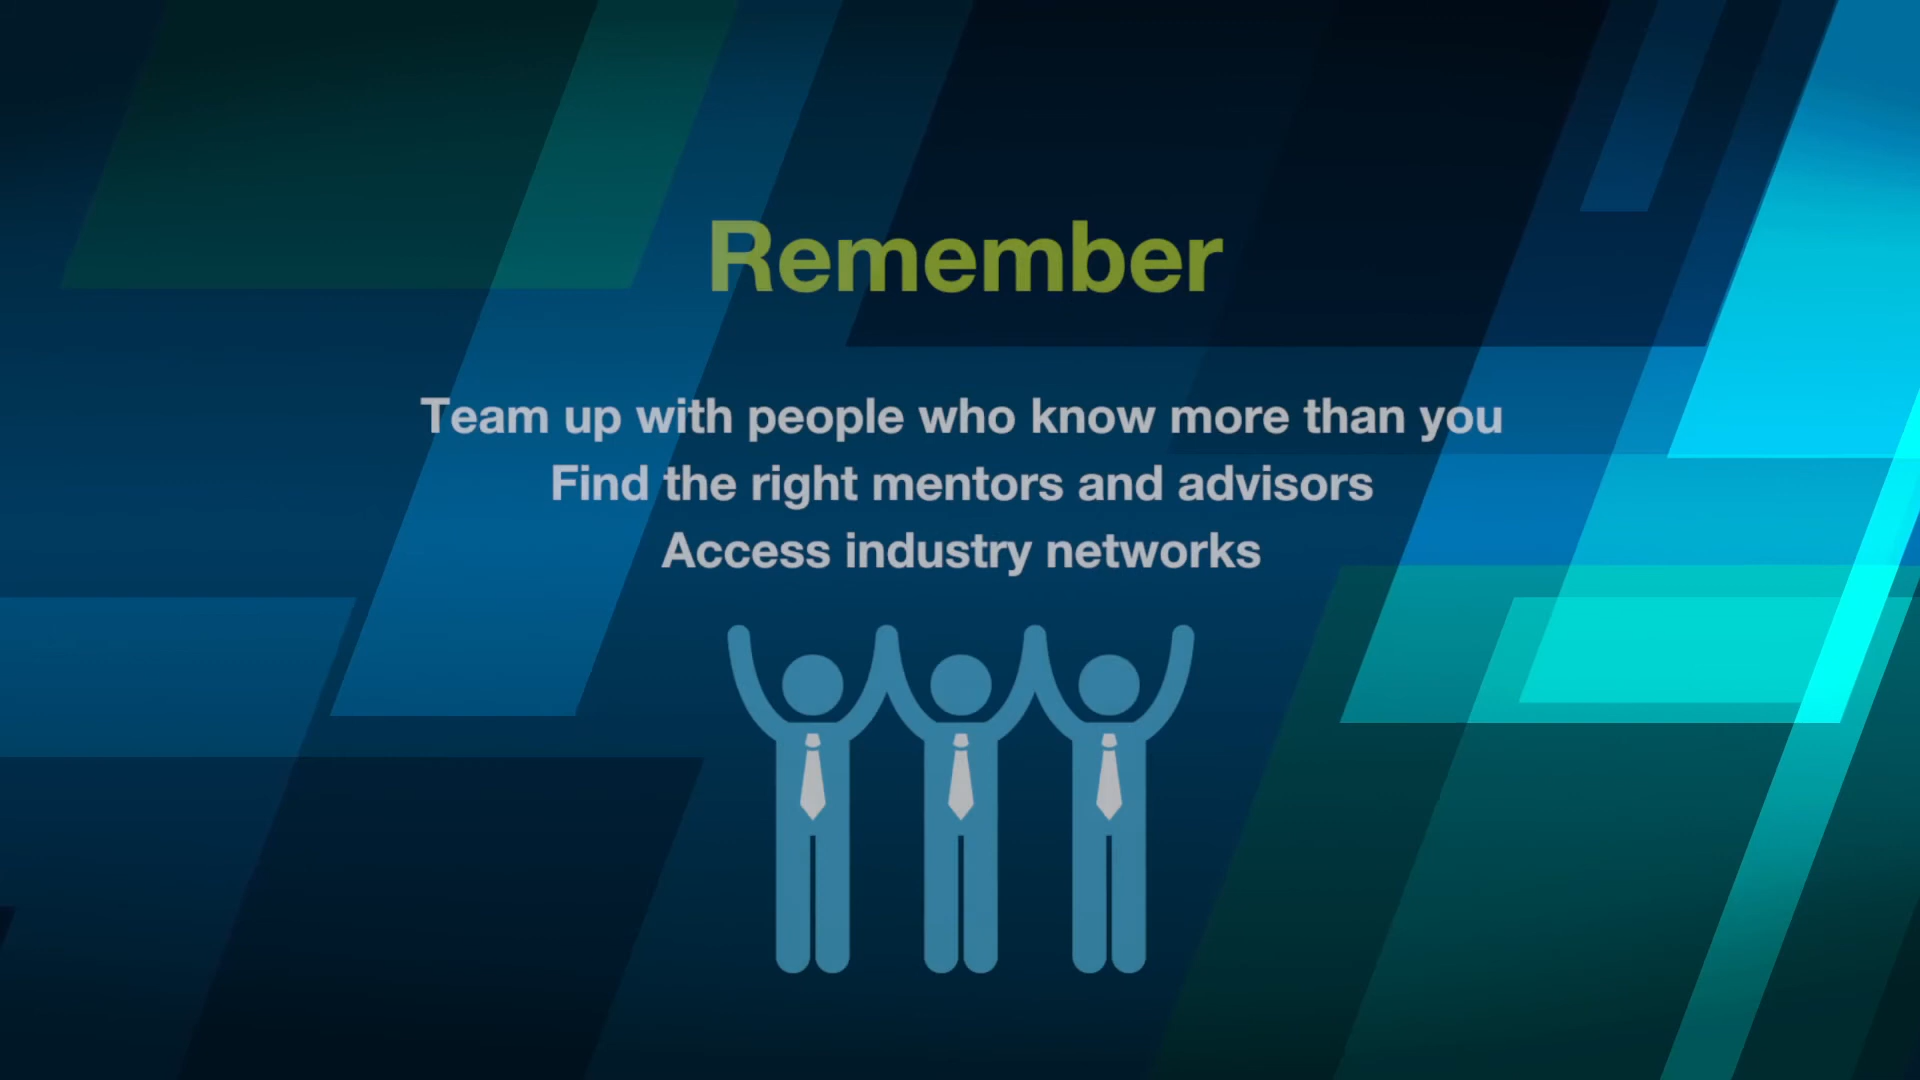 Remember
Team up with people who know more than you
Find the right mentors and advisors
Access industry networks